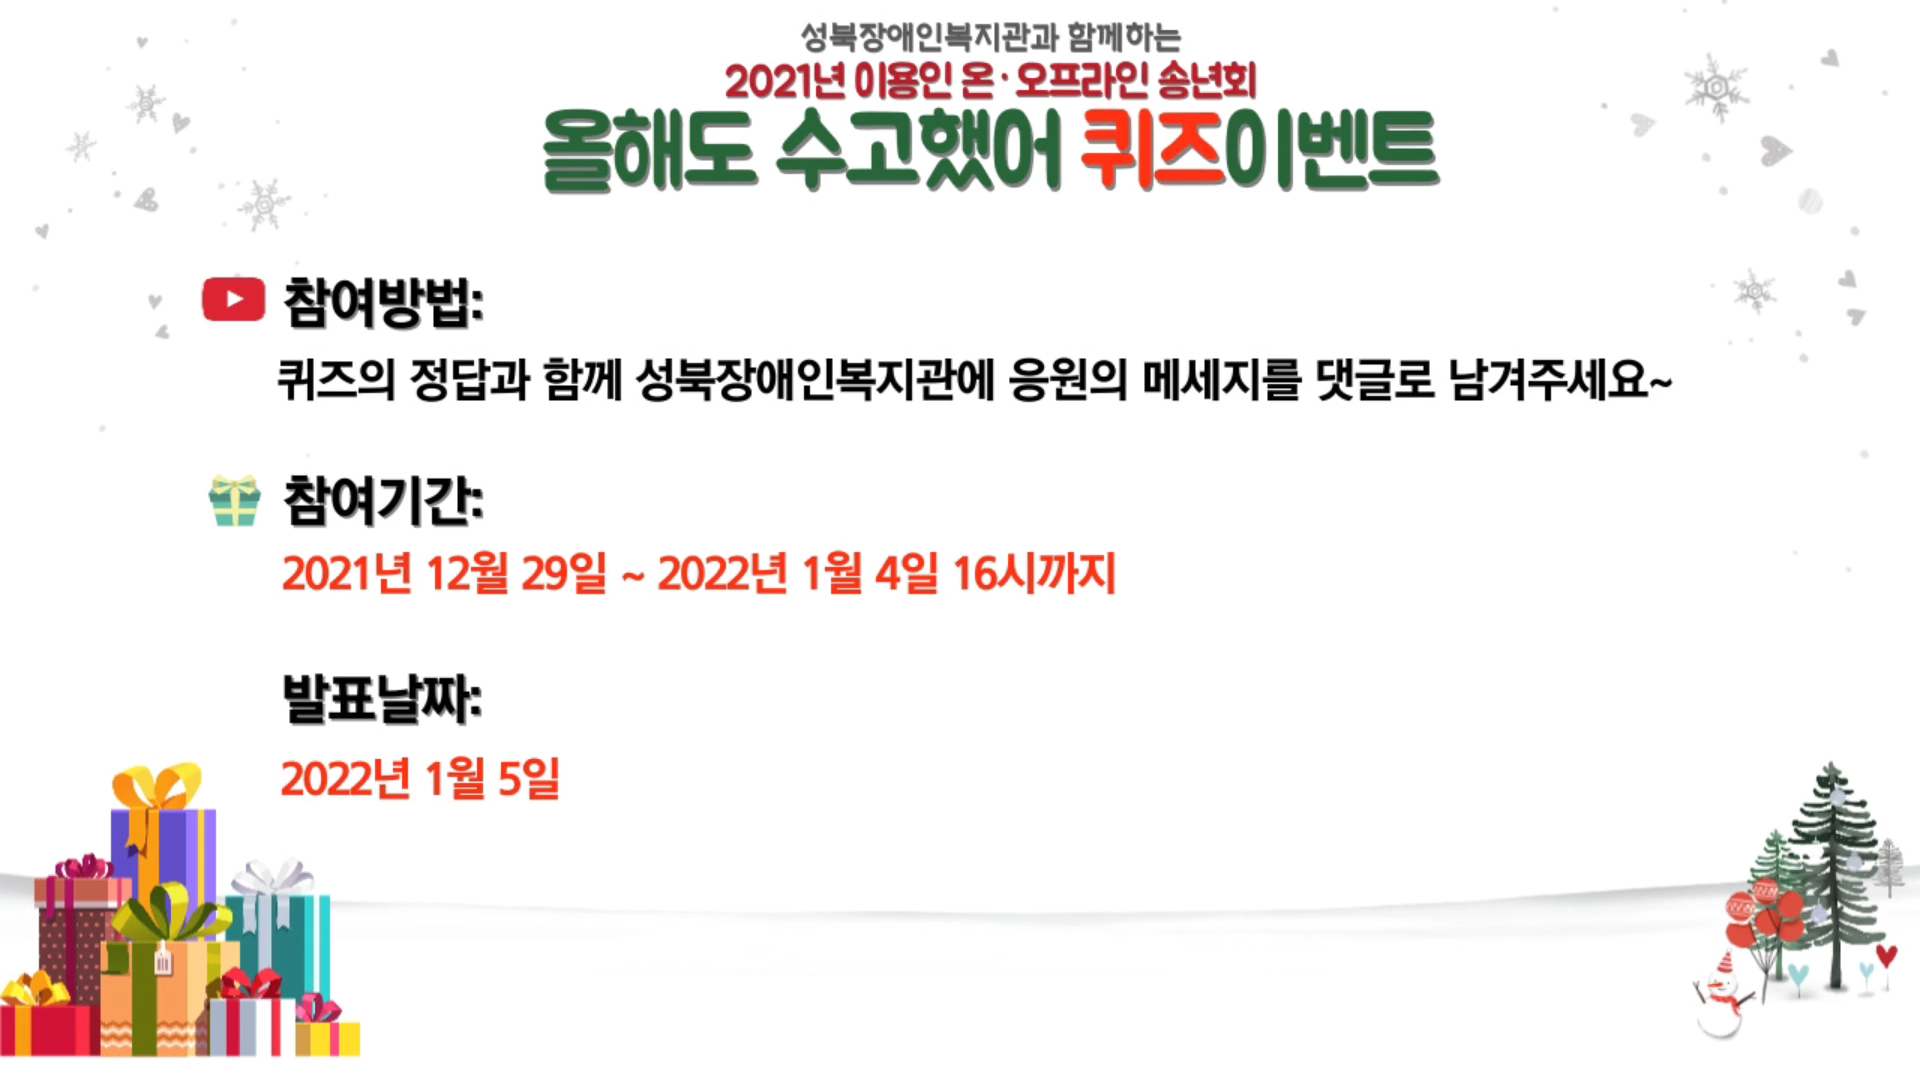 성북장애인복지관과 함께하는
2021년 이용인 온·오프라인 송년회
올해도 수고했어 퀴즈이벤트
참여방법:
퀴즈의 정답과 함께 성북장애인복지관에 응원의 메세지를 댓글로 남겨주세요~
참여기간:
2021년 12월 29일 ~ 2022년 1월 4일 16시까지
발표날짜:
2022년 1월 5일